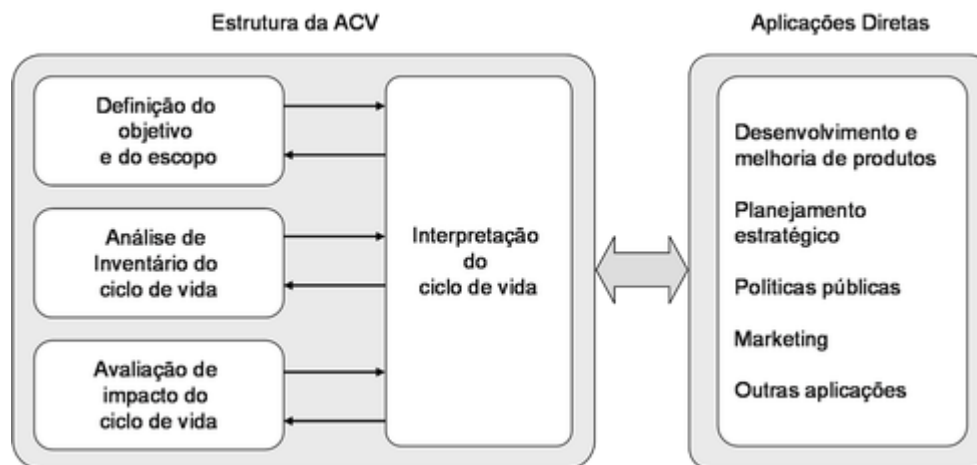 Estrutura da ACV
Aplicações Diretas
Definição do
objetivo
e do escopo
Análise de
Inventário do
ciclo de vida
Avaliação de
impacto do
ciclo de vida
Interpretação
do
ciclo de vida
Desenvolvimento e
melhoria de produtos
Planejamento
estratégico
Políticas públicas
Marketing
Outras aplicações